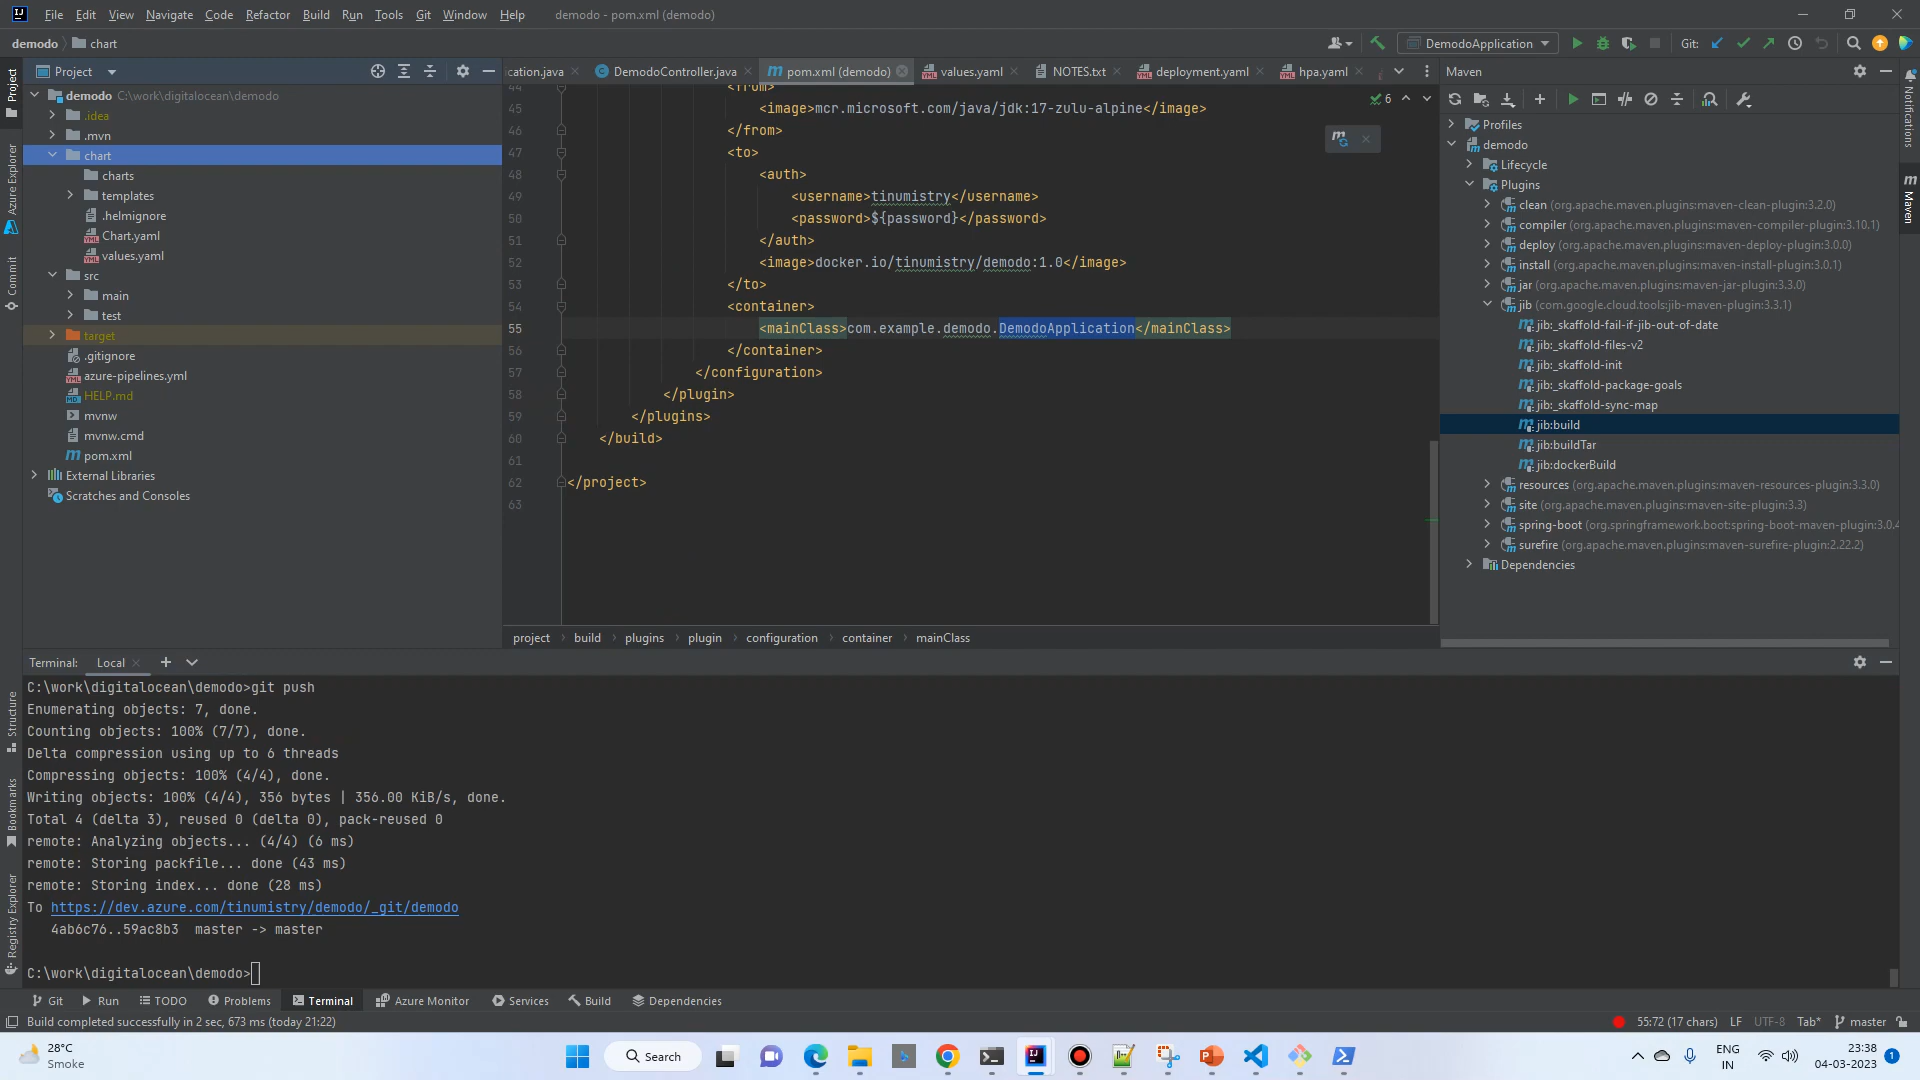 File Edit View Navigate Code Refactor Build Run Tools Git Window Help demodo - pom.xml (demodo)
demodo chart
DemodoApplication Git:
Project
ication.java DemodoController.java pom.xml (demodo) values.yaml NOTES.txt deployment.yaml hpa.yaml
Maven
demodo C:\work\digitalocean\demodo
.idea
.mvn
chart
charts
templates
.helmignore
Chart.yaml
values.yaml
src
main
test
target
.gitignore
azure-pipelines.yml
HELP.md
mvnw
mvnw.cmd
pom.xml
External Libraries
Scratches and Consoles
44 <from>
45 <image>mcr.microsoft.com/java/jdk:17-zulu-alpine</image>
46 </from>
47 <to>
48 <auth>
49 <username>tinumistry</username>
50 <password>${password}</password>
51 </auth>
52 <image>docker.io/tinumistry/demodo:1.0</image>
53 </to>
54 <container>
55 <mainClass>com.example.demodo.DemodoApplication</mainClass>
56 </container>
57 </configuration>
58 </plugin>
59 </plugins>
60 </build>
61
62 </project>
63
6
project build plugins plugin configuration container mainClass
Profiles
demodo
Lifecycle
Plugins
clean (org.apache.maven.plugins:maven-clean-plugin:3.2.0)
compiler (org.apache.maven.plugins:maven-compiler-plugin:3.10.1)
deploy (org.apache.maven.plugins:maven-deploy-plugin:3.0.0)
install (org.apache.maven.plugins:maven-install-plugin:3.0.1)
jar (org.apache.maven.plugins:maven-jar-plugin:3.3.0)
jib (com.google.cloud.tools:jib-maven-plugin:3.3.1)
jib:_skaffold-fail-if-jib-out-of-date
jib:_skaffold-files-v2
jib:_skaffold-init
jib:_skaffold-package-goals
jib:_skaffold-sync-map
jib:build
jib:buildTar
jib:dockerBuild
resources (org.apache.maven.plugins:maven-resources-plugin:3.3.0)
site (org.apache.maven.plugins:maven-site-plugin:3.3)
spring-boot (org.springframework.boot:spring-boot-maven-plugin:3.0.4
surefire (org.apache.maven.plugins:maven-surefire-plugin:2.22.2)
Dependencies
Project
Azure Explorer
Commit
Structure
Bookmarks
Registry Explorer
Notifications
Maven
Terminal: Local
C:\work\digitalocean\demodo>git push
Enumerating objects: 7, done.
Counting objects: 100% (7/7), done.
Delta compression using up to 6 threads
Compressing objects: 100% (4/4), done.
Writing objects: 100% (4/4), 356 bytes | 356.00 KiB/s, done.
Total 4 (delta 3), reused 0 (delta 0), pack-reused 0
remote: Analyzing objects... (4/4) (6 ms)
remote: Storing packfile... done (43 ms)
remote: Storing index... done (28 ms)
To https://dev.azure.com/tinumistry/demodo/_git/demodo
4ab6c76..59ac8b3 master -> master
C:\work\digitalocean\demodo>
Git Run TODO Problems Terminal Azure Monitor Services Build Dependencies
Build completed successfully in 2 sec, 673 ms (today 21:22)
55:72 (17 chars) LF UTF-8 Tab* master
28°C
Smoke
Search
ENG
IN
23:38
04-03-2023
1